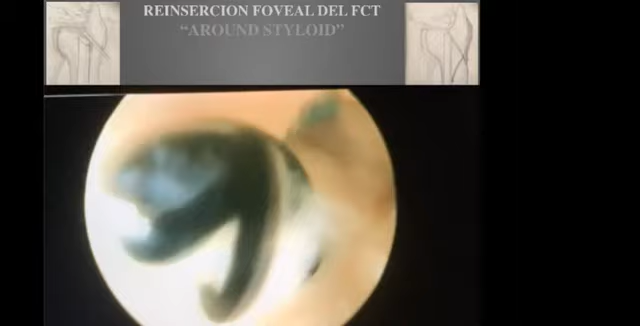 REINSERCION FOVEAL DEL FCT
“AROUND STYLOID”